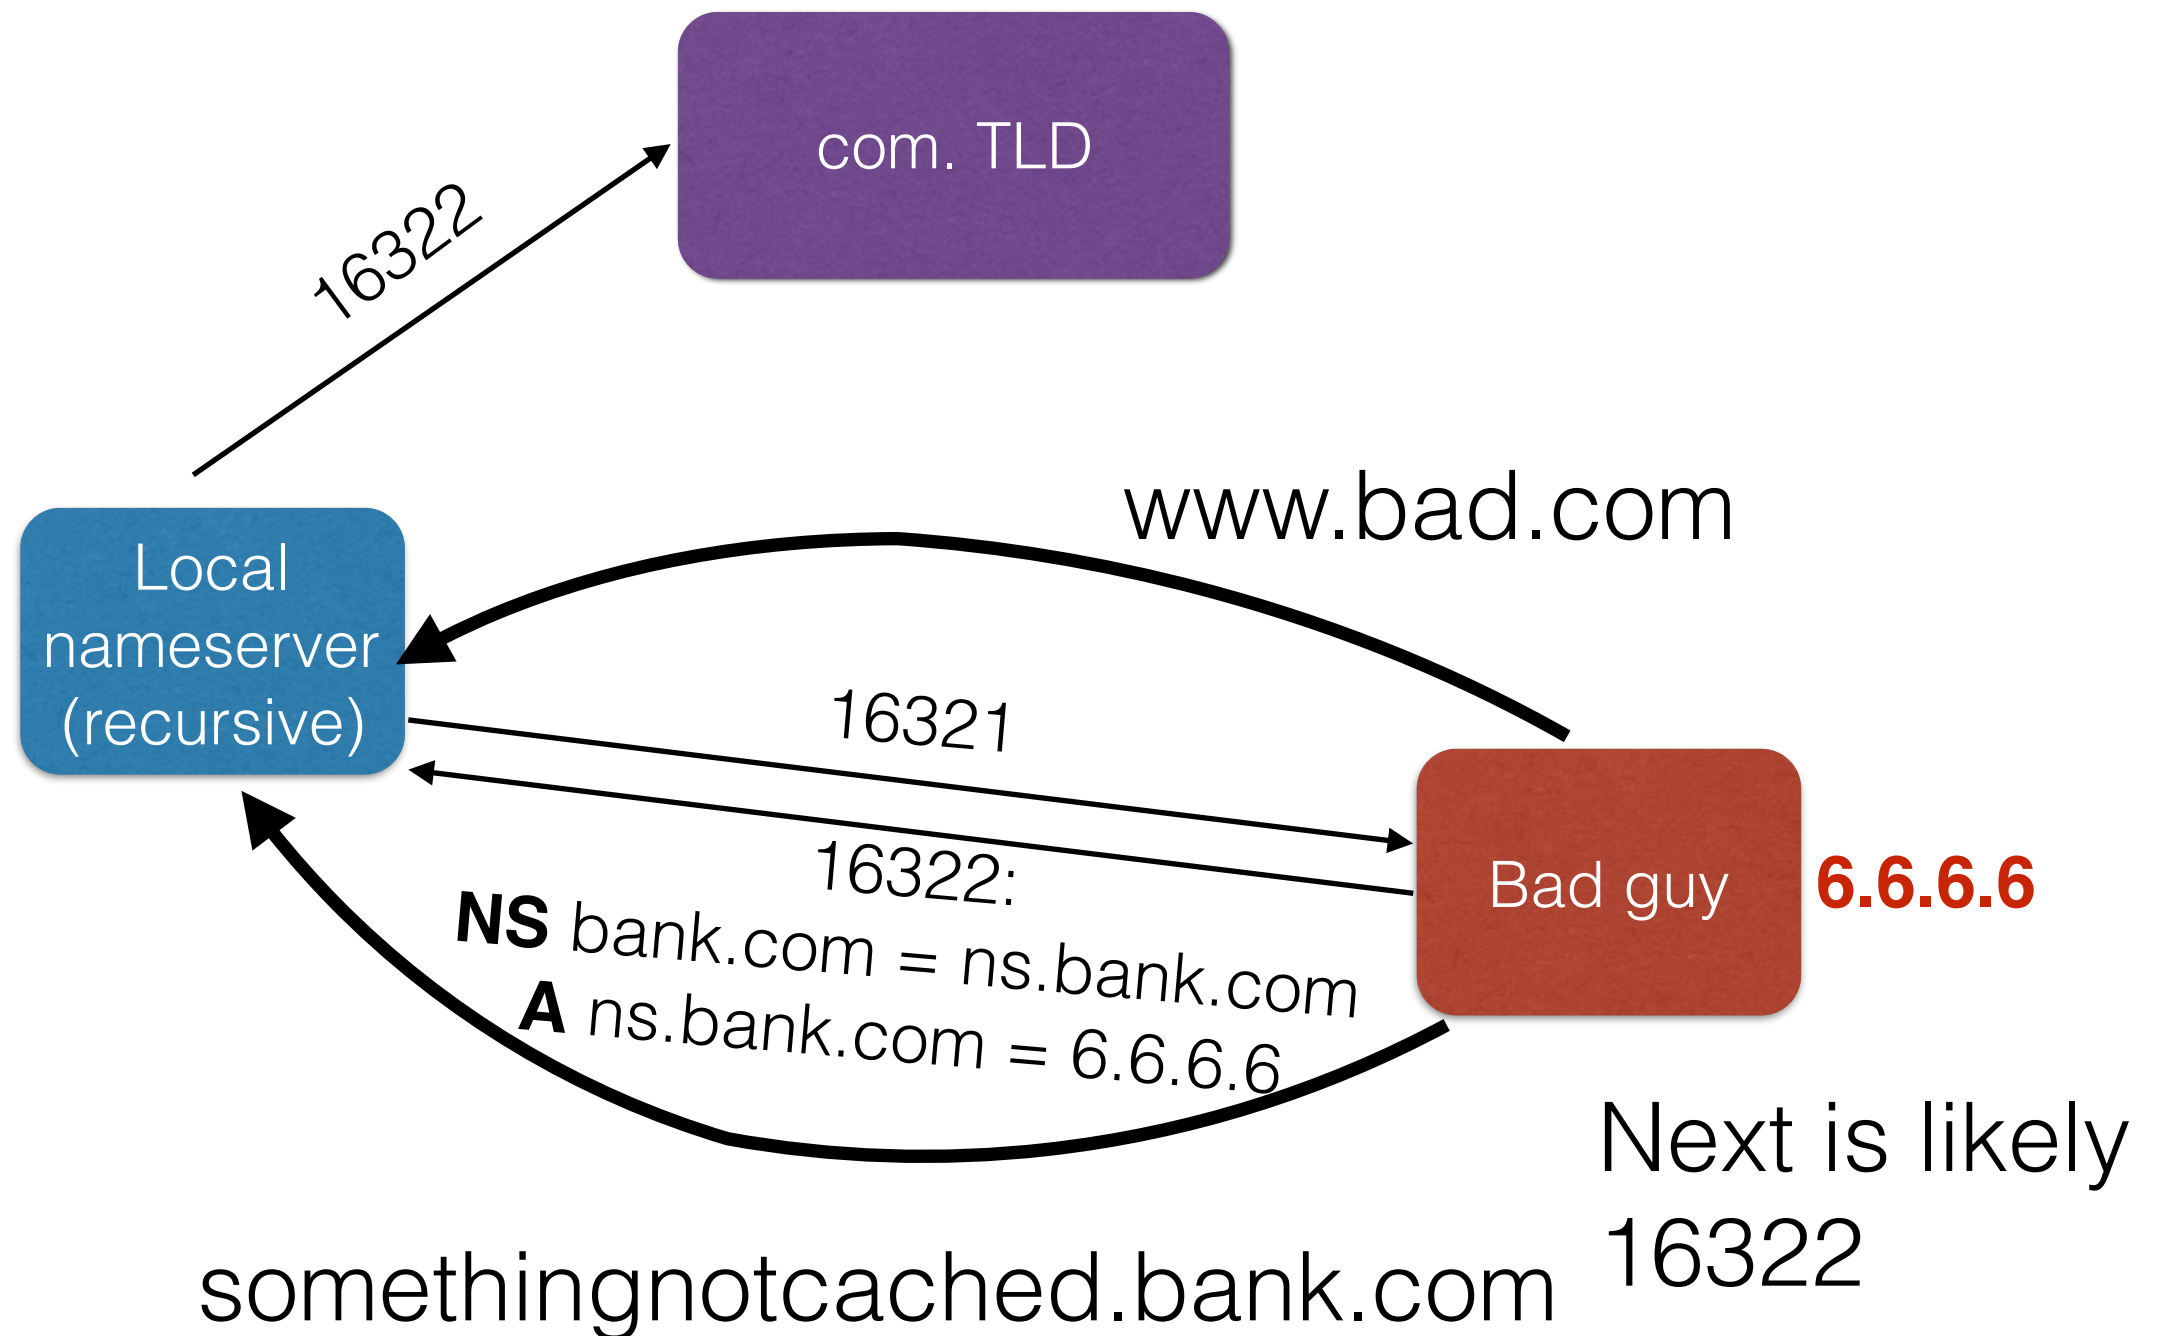 com. TLD
16322
www.bad.com
Local
nameserver
(recursive)
16321
16322:
NS bank.com = ns.bank.com
A ns.bank.com = 6.6.6.6
Bad guy
6.6.6.6
Next is likely
16322
somethingnotcached.bank.com